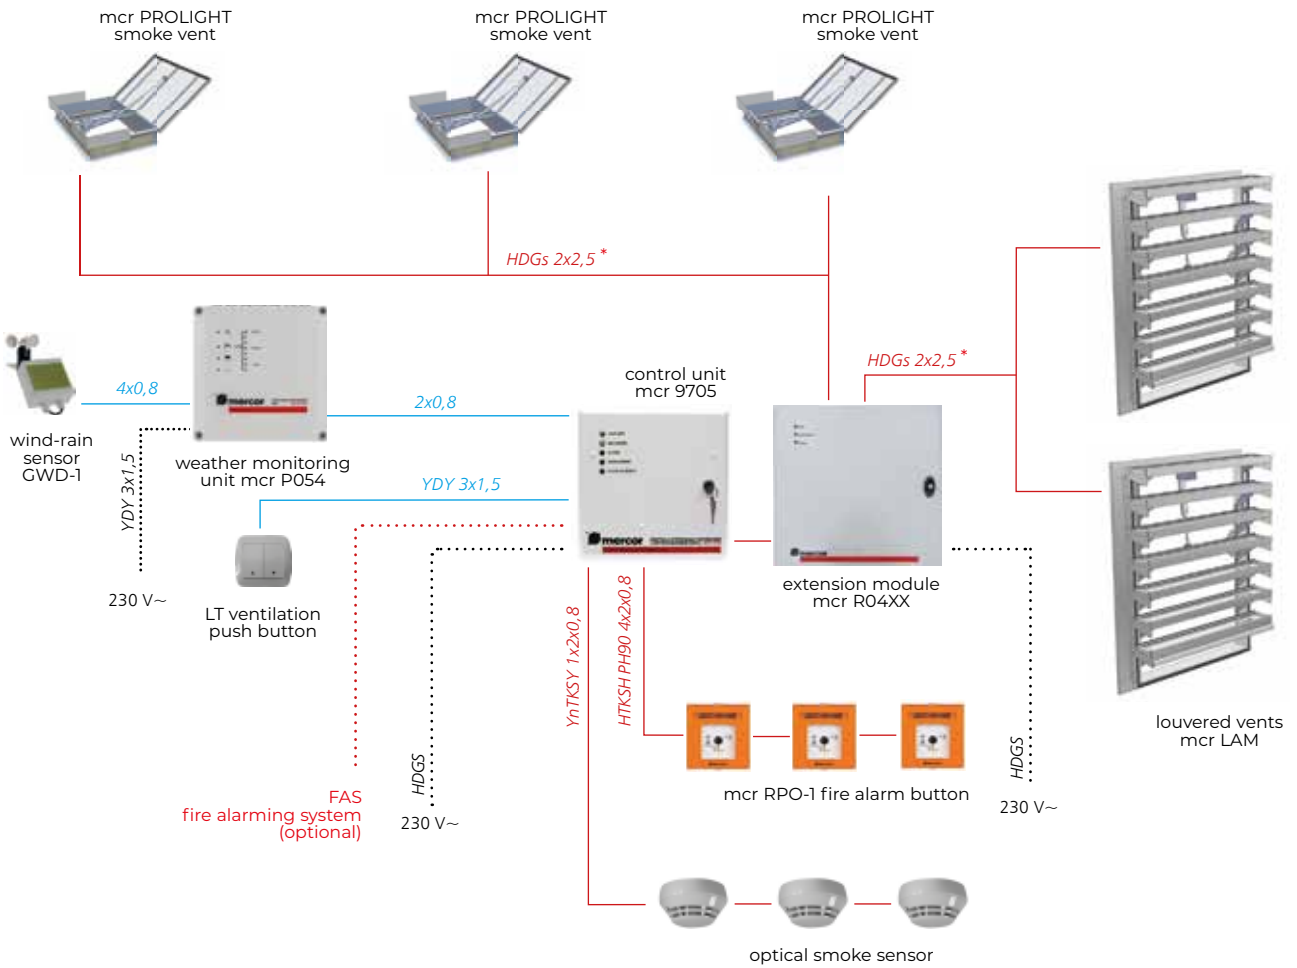 mcr PROLIGHT
smoke vent
mcr PROLIGHT
smoke vent
mcr PROLIGHT
smoke vent
HDGs 2x2,5 *
HDGs 2x2,5 *
4x0,8
2x0,8
control unit
mcr 9705
wind-rain
sensor
GWD-1
mercor
weather monitoring
unit mcr P054
YDY 3x1,5
YDY 3x1,5
230 V~
LT ventilation
push button
mercor
mercor
extension module
mcr R04XX
YnTKSY 1x2x0,8
HTKSH PH90 4x2x0,8
HDGS
HDGS
FAS
fire alarming system
(optional)
230 V~
230 V~
mcr RPO-1 fire alarm button
louvered vents
mcr LAM
optical smoke sensor